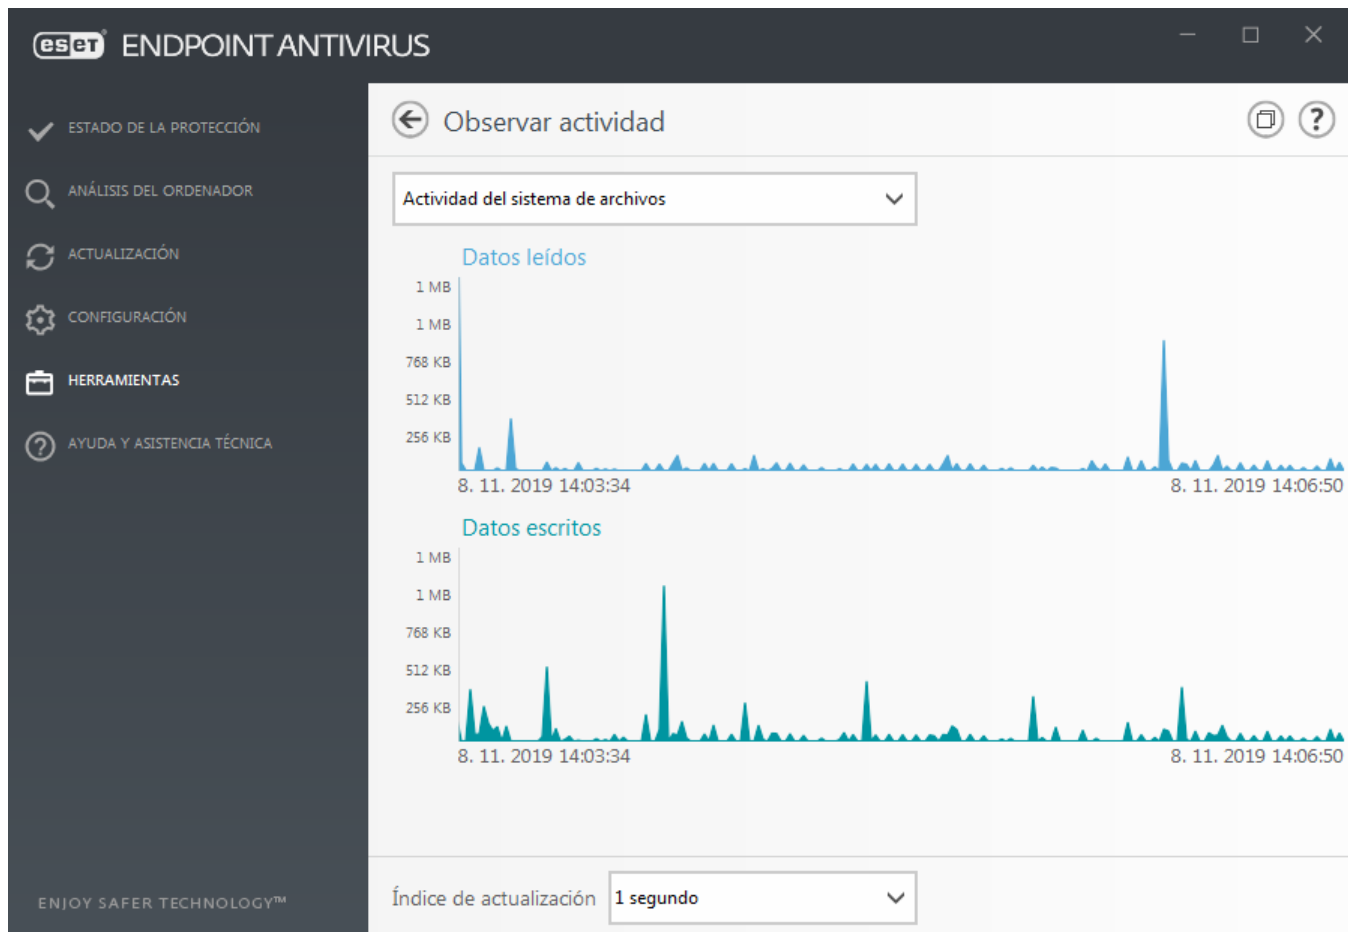 eset ENDPOINT ANTIVIRUS
ESTADO DE LA PROTECCIÓN
ANÁLISIS DEL ORDENADOR
ACTUALIZACIÓN
CONFIGURACIÓN
HERRAMIENTAS
AYUDA Y ASISTENCIA TÉCNICA
ENJOY SAFER TECHNOLOGY™
Observar actividad
?
Actividad del sistema de archivos
Datos leídos
1 MB
1 MB
768 KB
512 KB
256 KB
8. 11. 2019 14:03:34 8. 11. 2019 14:06:50
Datos escritos
1 MB
1 MB
768 KB
512 KB
256 KB
8. 11. 2019 14:03:34 8. 11. 2019 14:06:50
Índice de actualización 1 segundo